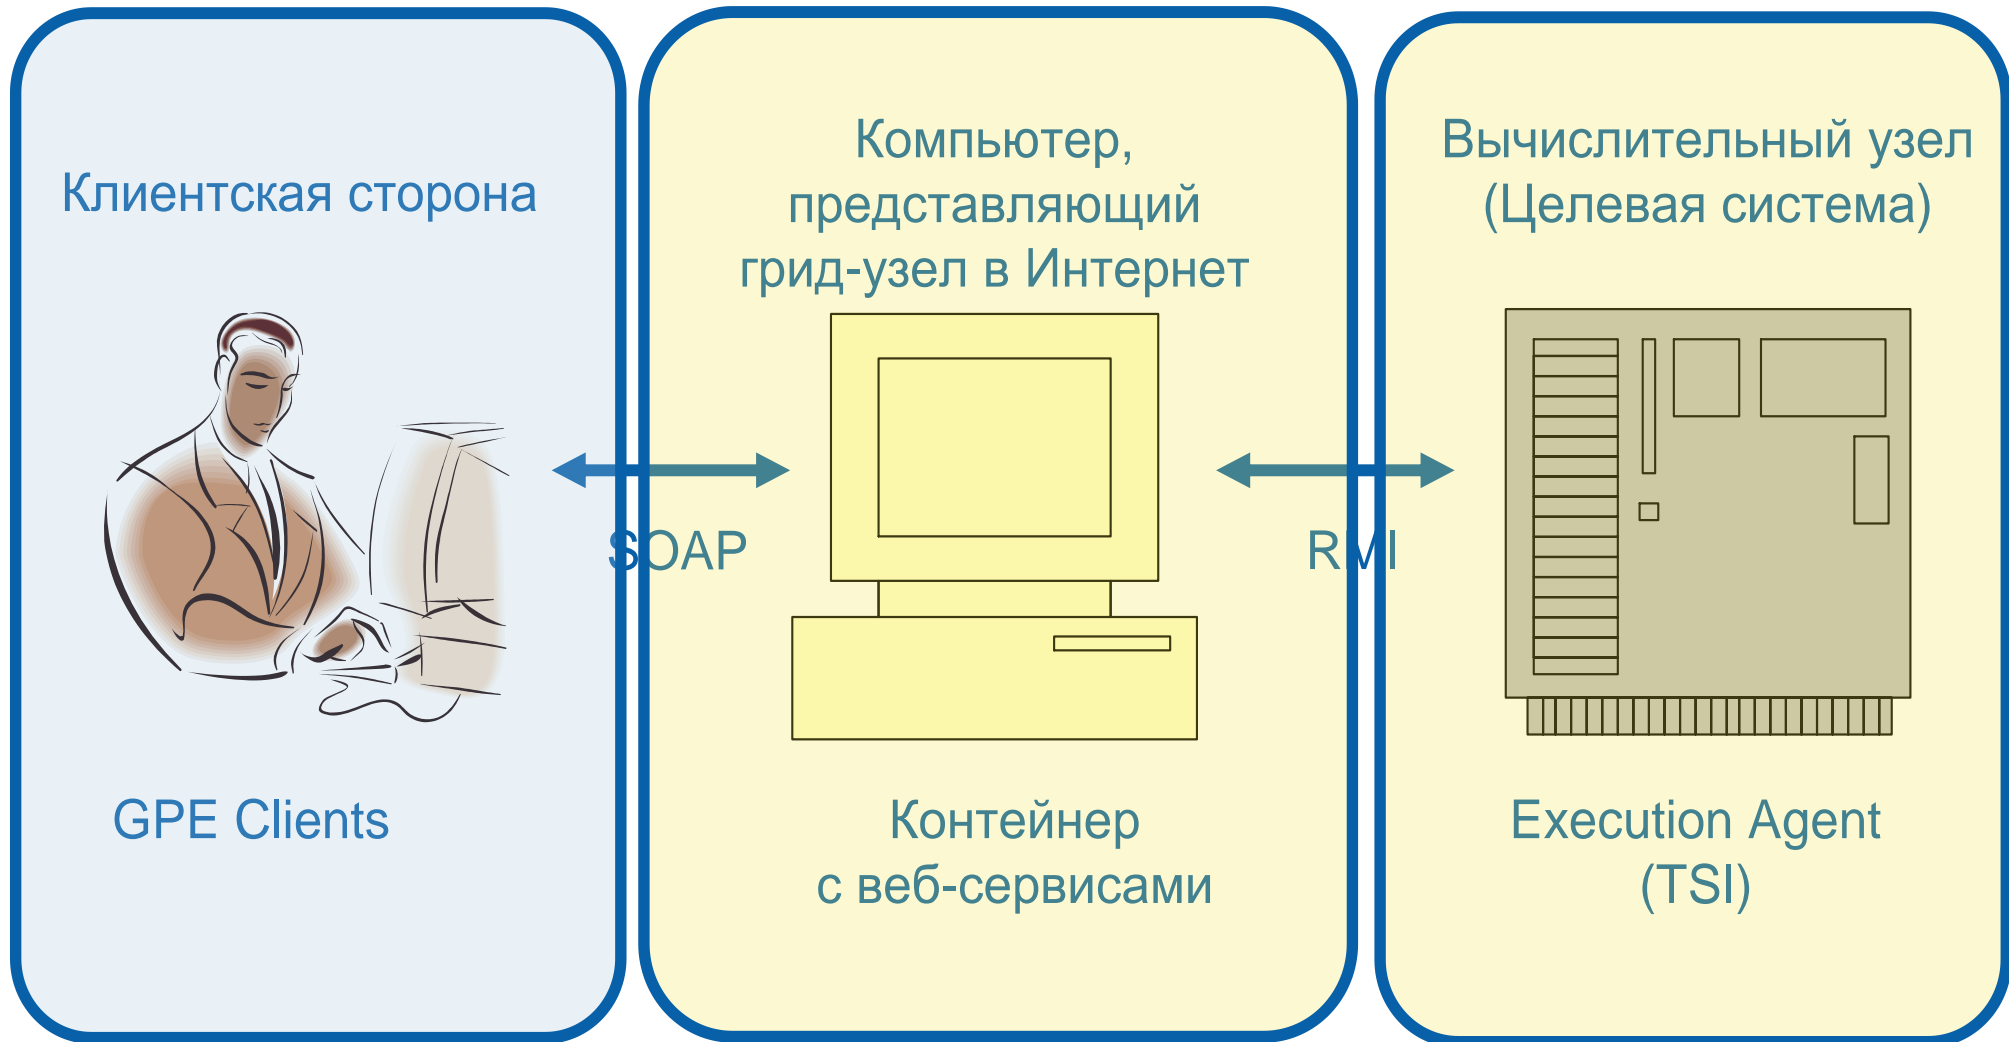 Клиентская сторона
GPE Clients
SOAP
Компьютер,
представляющий
грид-узел в Интернет
Контейнер
с веб-сервисами
RMI
Вычислительный узел
(Целевая система)
Execution Agent
(TSI)